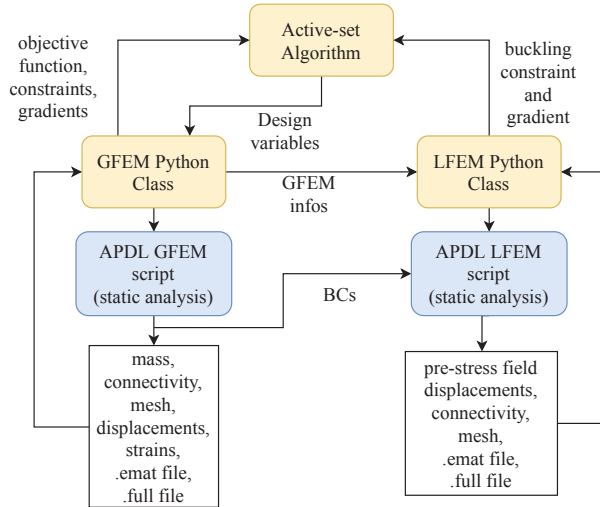 objective
function,
constraints,
gradients
Active-set
Algorithm
buckling
constraint
and
gradient
Design
variables
GFEM Python
Class
GFEM
infos
LFEM Python
Class
APDL GFEM
script
(static analysis)
BCs
APDL LFEM
script
(static analysis)
mass,
connectivity,
mesh,
displacements,
strains,
.emat file,
.full file
pre-stress field
displacements,
connectivity,
mesh,
.emat file,
.full file